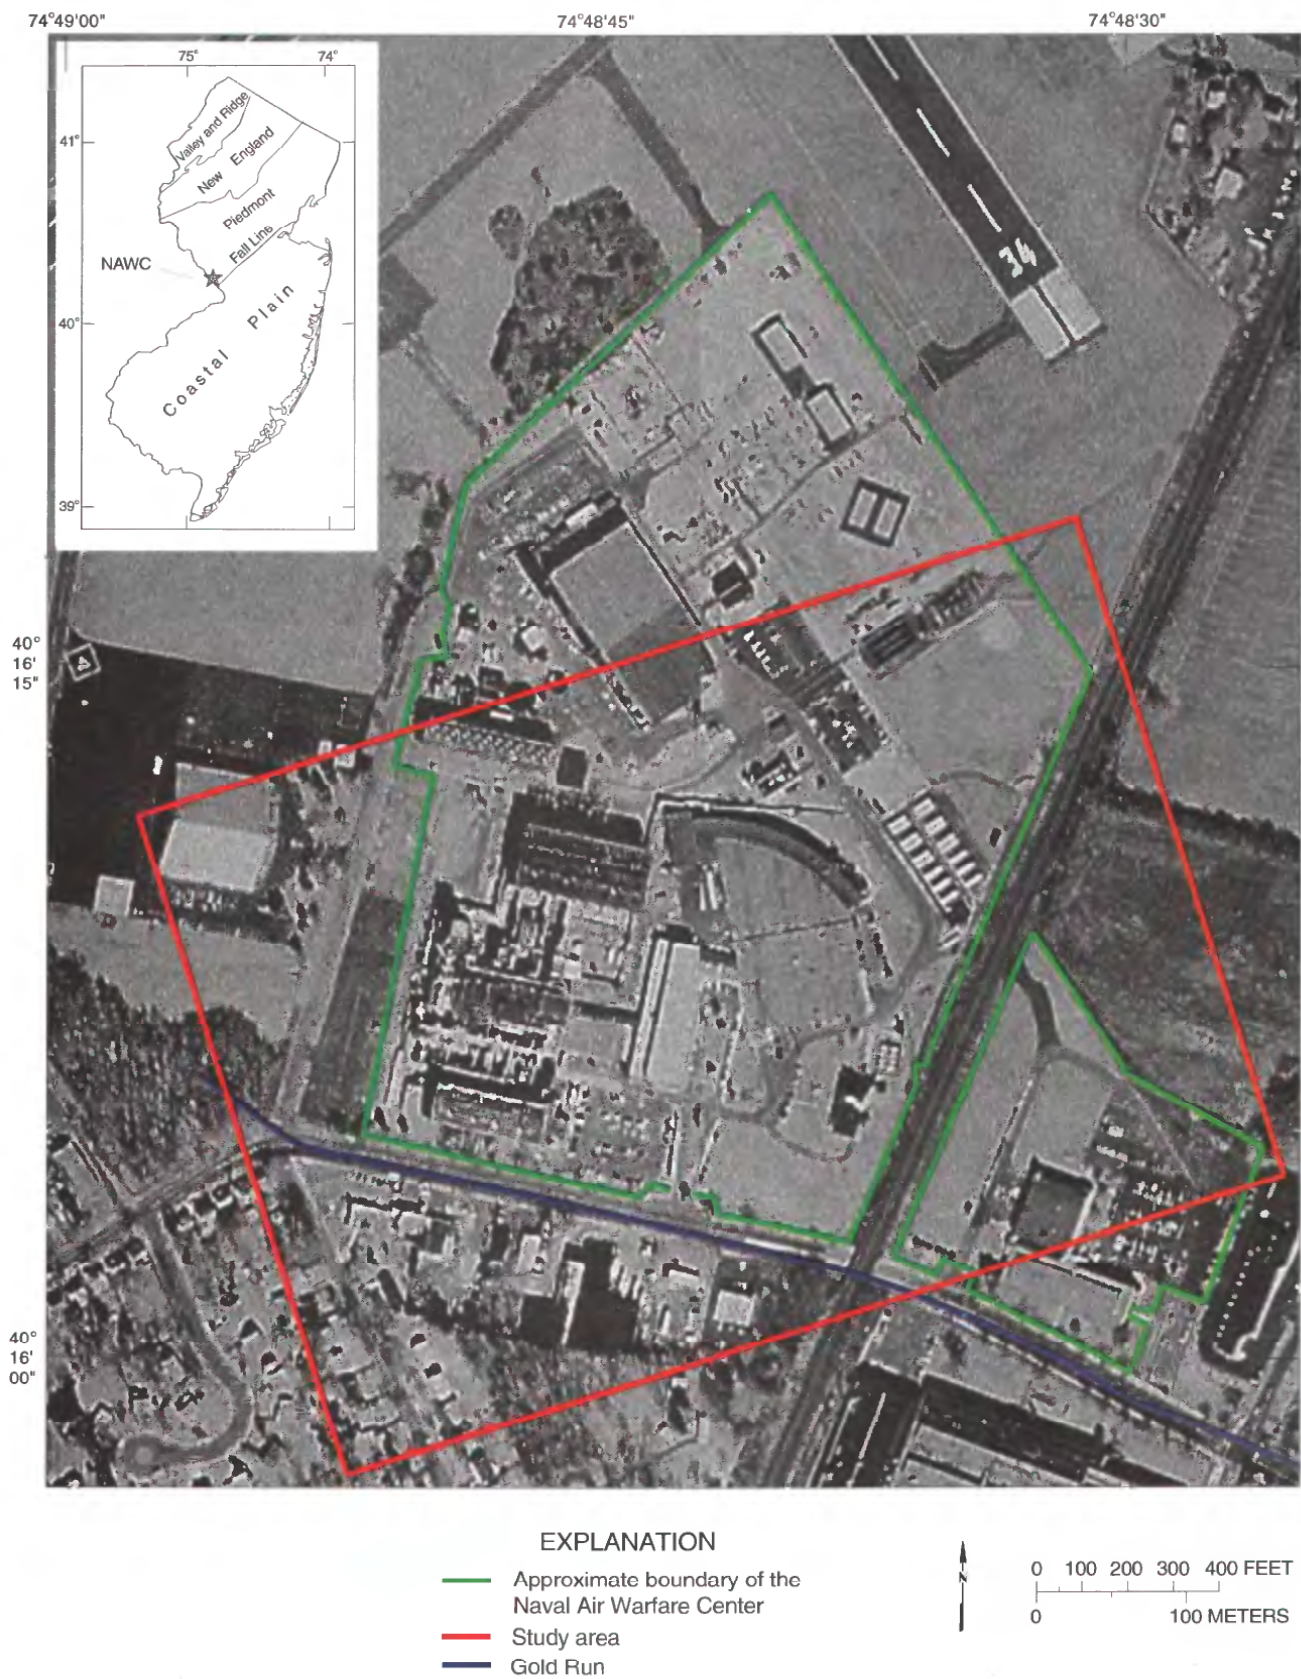 74°49'00"
74°48'45"
74°48'30"
75°
74°
41°
Valley and Ridge
New England
Piedmont
Fall Line
NAWC
40°
Coastal Plain
39°
34
40°
16'
15"
40°
16'
00"
EXPLANATION
Approximate boundary of the
Naval Air Warfare Center
Study area
Gold Run
N
0 100 200 300 400 FEET
0 100 METERS